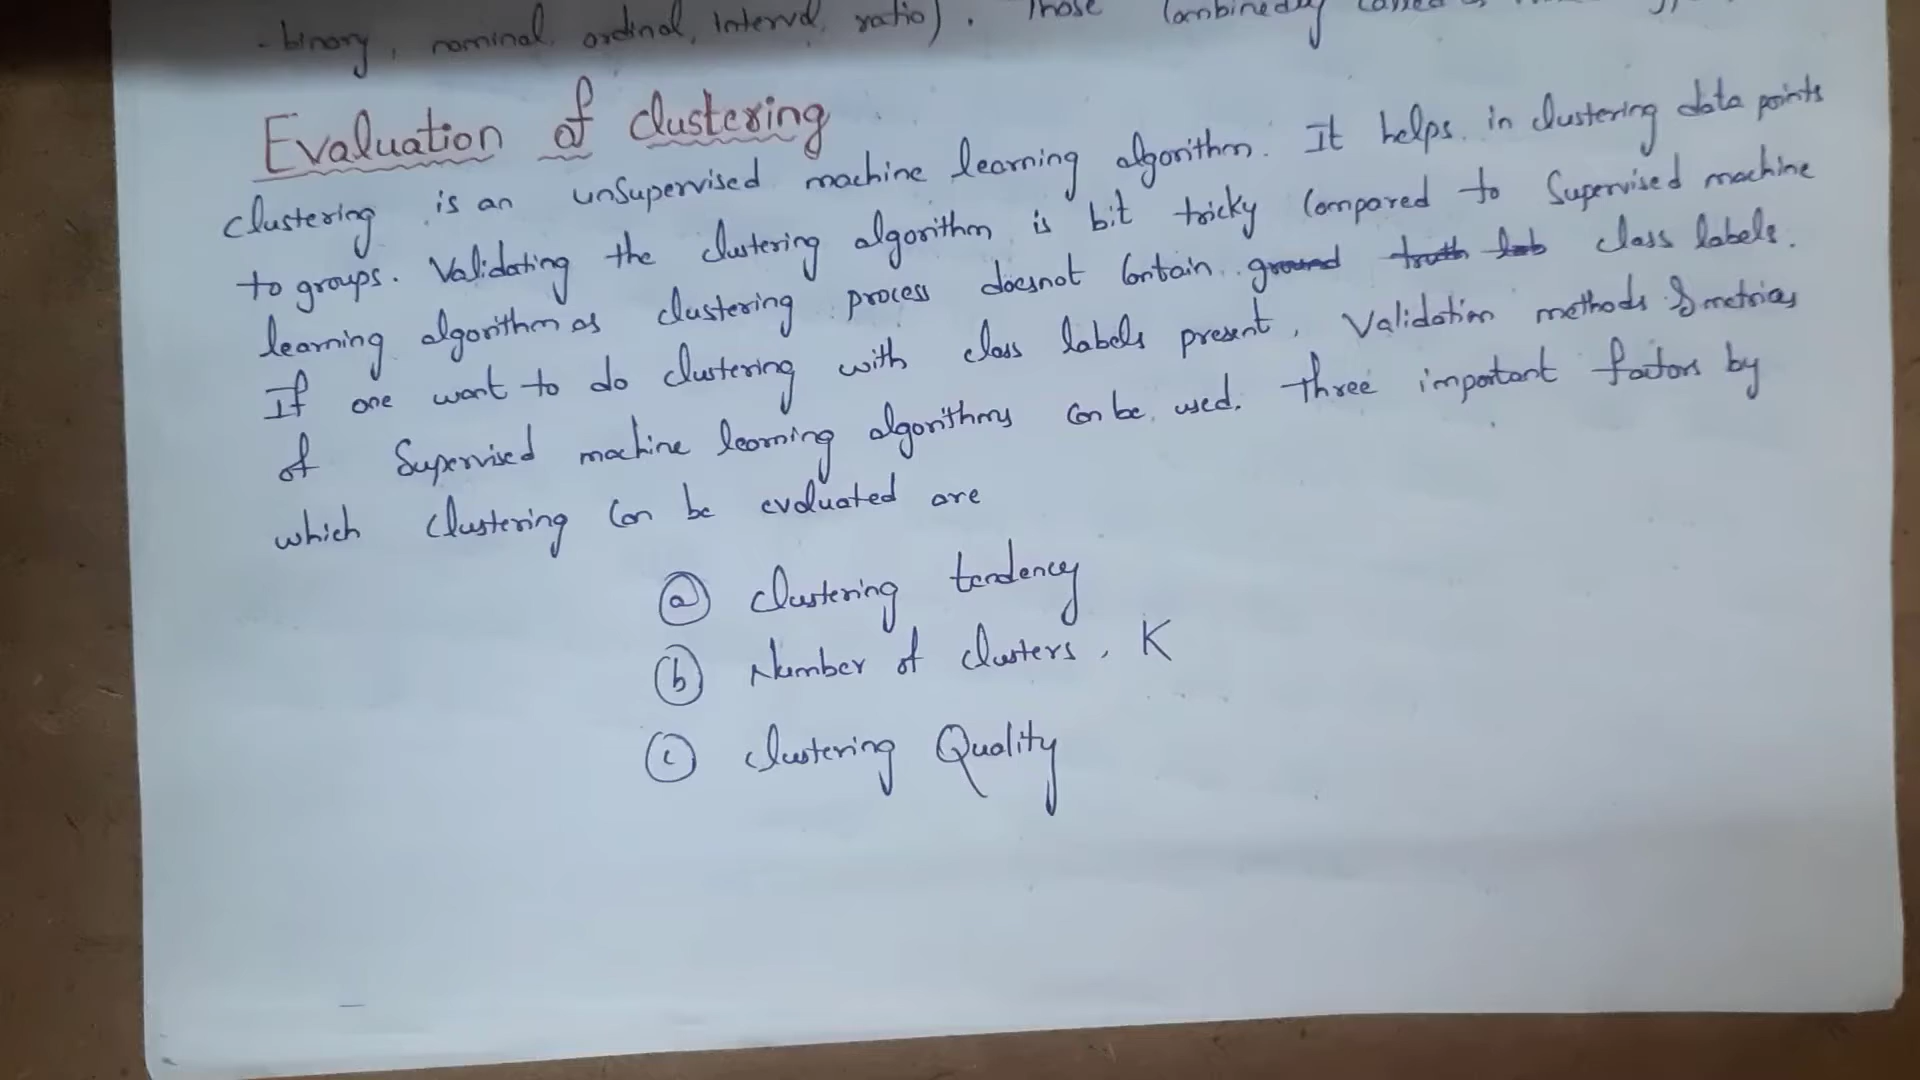 - binary, nominal, ordinal, interval, ratio). Those combinedly called
Evaluation of clustering
clustering is an unsupervised machine learning algorithm. It helps in clustering data points
to groups. Validating the clustering algorithm is bit tricky compared to Supervised machine
learning algorithm as clustering process doesnot contain ground truth lab class labels.
If one want to do clustering with class labels present, Validation methods & metrics
of Supervised machine learning algorithms can be used. Three important factors by
which clustering can be evaluated are
(a) clustering tendency
(b) Number of clusters, K
(c) clustering Quality